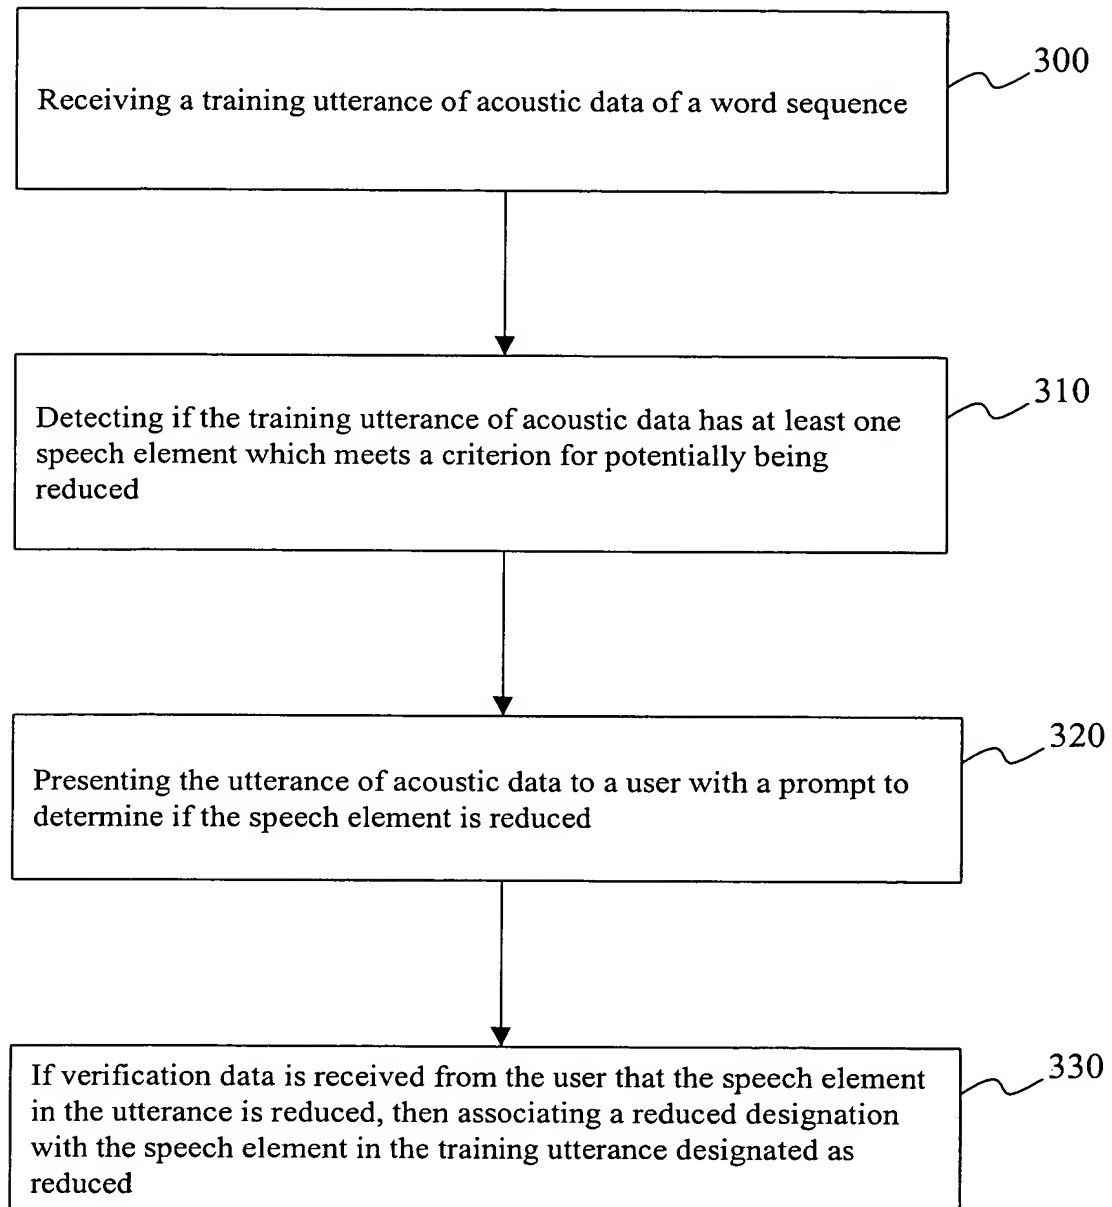 300
Receiving a training utterance of acoustic data of a word sequence
310
Detecting if the training utterance of acoustic data has at least one
speech element which meets a criterion for potentially being
reduced
320
Presenting the utterance of acoustic data to a user with a prompt to
determine if the speech element is reduced
330
If verification data is received from the user that the speech element
in the utterance is reduced, then associating a reduced designation
with the speech element in the training utterance designated as
reduced